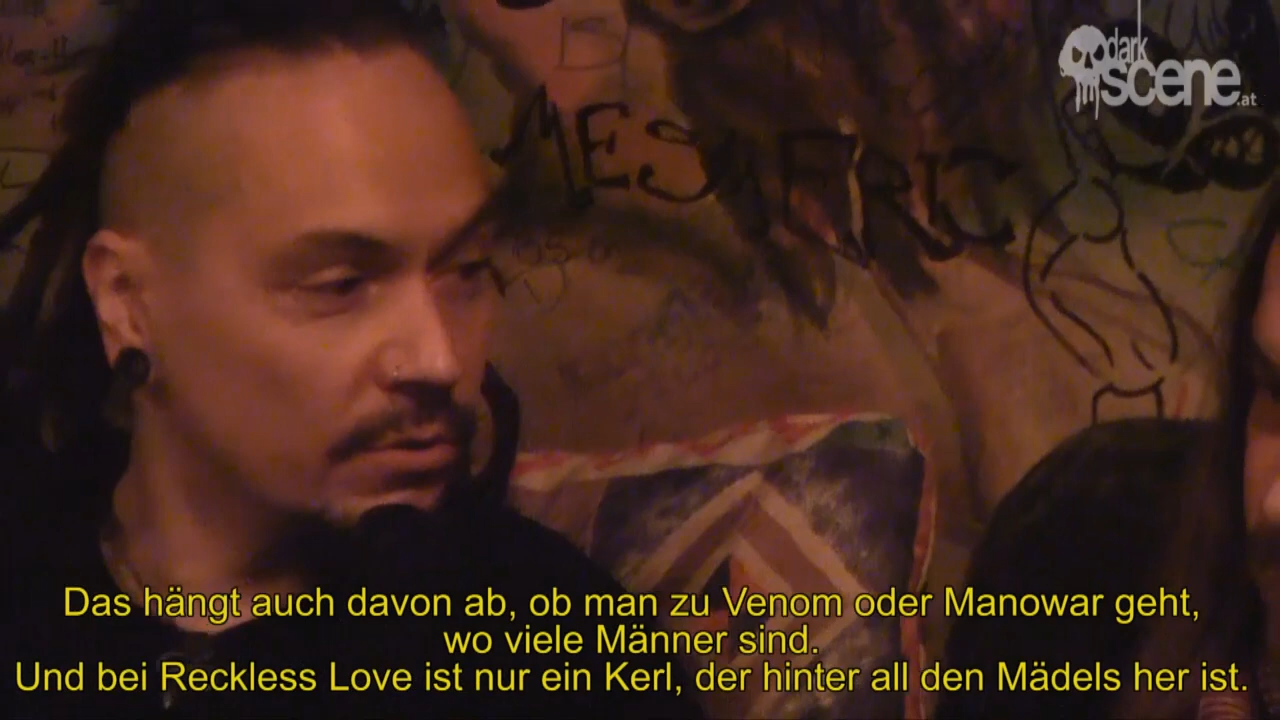 dark
scene.at
Das hängt auch davon ab, ob man zu Venom oder Manowar geht,
wo viele Männer sind.
Und bei Reckless Love ist nur ein Kerl, der hinter all den Mädels her ist.